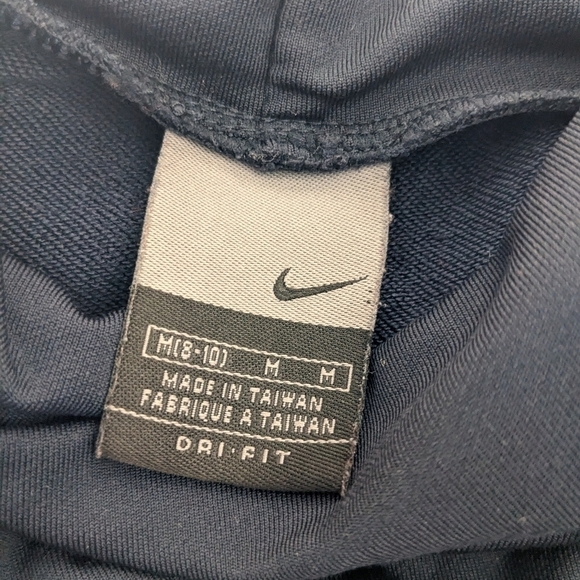 M(8-10) M M
MADE IN TAIWAN
FABRIQUE A TAIWAN
DRI·FIT